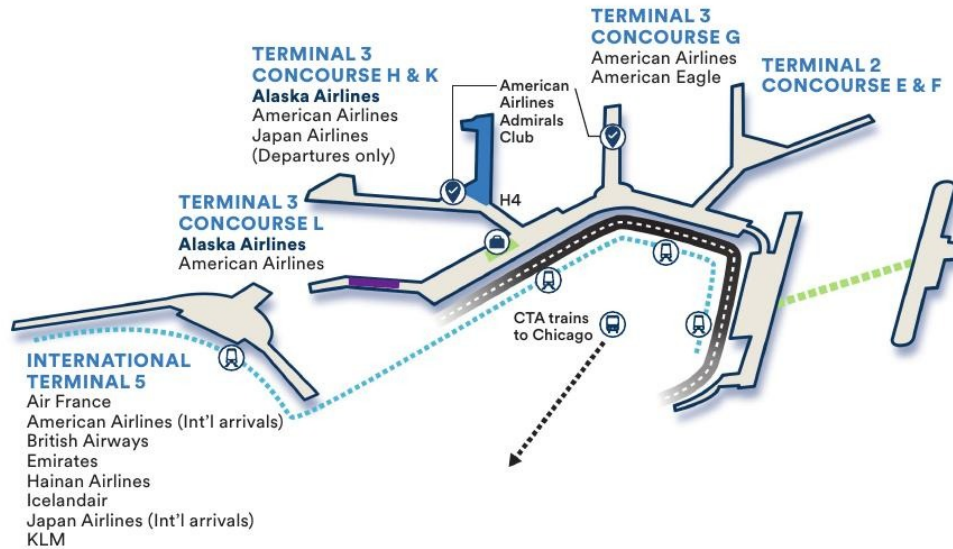 TERMINAL 3
CONCOURSE H & K
Alaska Airlines
American Airlines
Japan Airlines
(Departures only)
American
Airlines
Admirals
Club
TERMINAL 3
CONCOURSE G
American Airlines
American Eagle
TERMINAL 2
CONCOURSE E & F
H4
TERMINAL 3
CONCOURSE L
Alaska Airlines
American Airlines
CTA trains
to Chicago
INTERNATIONAL
TERMINAL 5
Air France
American Airlines (Int'l arrivals)
British Airways
Emirates
Hainan Airlines
Icelandair
Japan Airlines (Int'l arrivals)
KLM